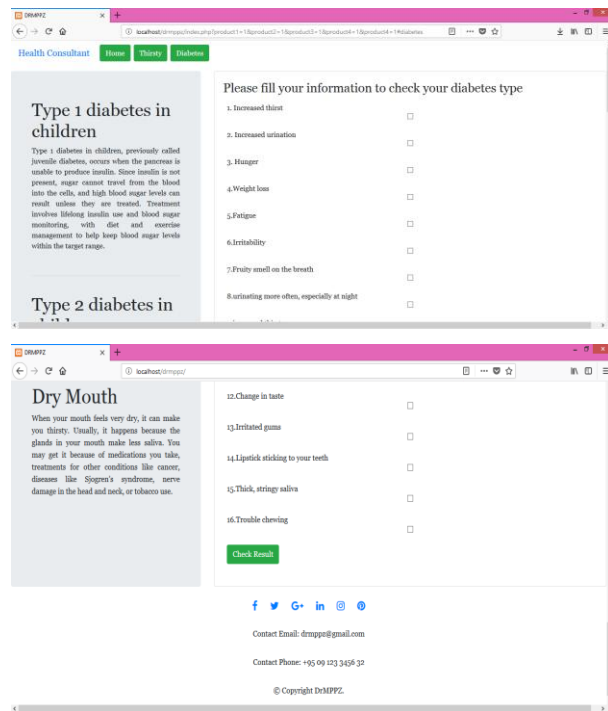 DRMPPZ
localhost/drmppz/index.php?product1=1&product2=1&product3=1&product4=1&product4=1#diabetes
Health Consultant Home Thirsty Diabetes
Type 1 diabetes in
children
Type 1 diabetes in children, previously called
juvenile diabetes, occurs when the pancreas is
unable to produce insulin. Since insulin is not
present, sugar cannot travel from the blood
into the cells, and high blood sugar levels can
result unless they are treated. Treatment
involves lifelong insulin use and blood sugar
monitoring, with diet and exercise
management to help keep blood sugar levels
within the target range.
Type 2 diabetes in
Please fill your information to check your diabetes type
1. Increased thirst
2. Increased urination
3. Hunger
4.Weight loss
5.Fatigue
6.Irritability
7.Fruity smell on the breath
8.urinating more often, especially at night
DRMPPZ
localhost/drmppz/
Dry Mouth
When your mouth feels very dry, it can make
you thirsty. Usually, it happens because the
glands in your mouth make less saliva. You
may get it because of medications you take,
treatments for other conditions like cancer,
diseases like Sjogren's syndrome, nerve
damage in the head and neck, or tobacco use.
12.Change in taste
13.Irritated gums
14.Lipstick sticking to your teeth
15.Thick, stringy saliva
16.Trouble chewing
Check Result
Contact Email: drmppz@gmail.com
Contact Phone: +95 09 123 3456 32
© Copyright DrMPPZ.